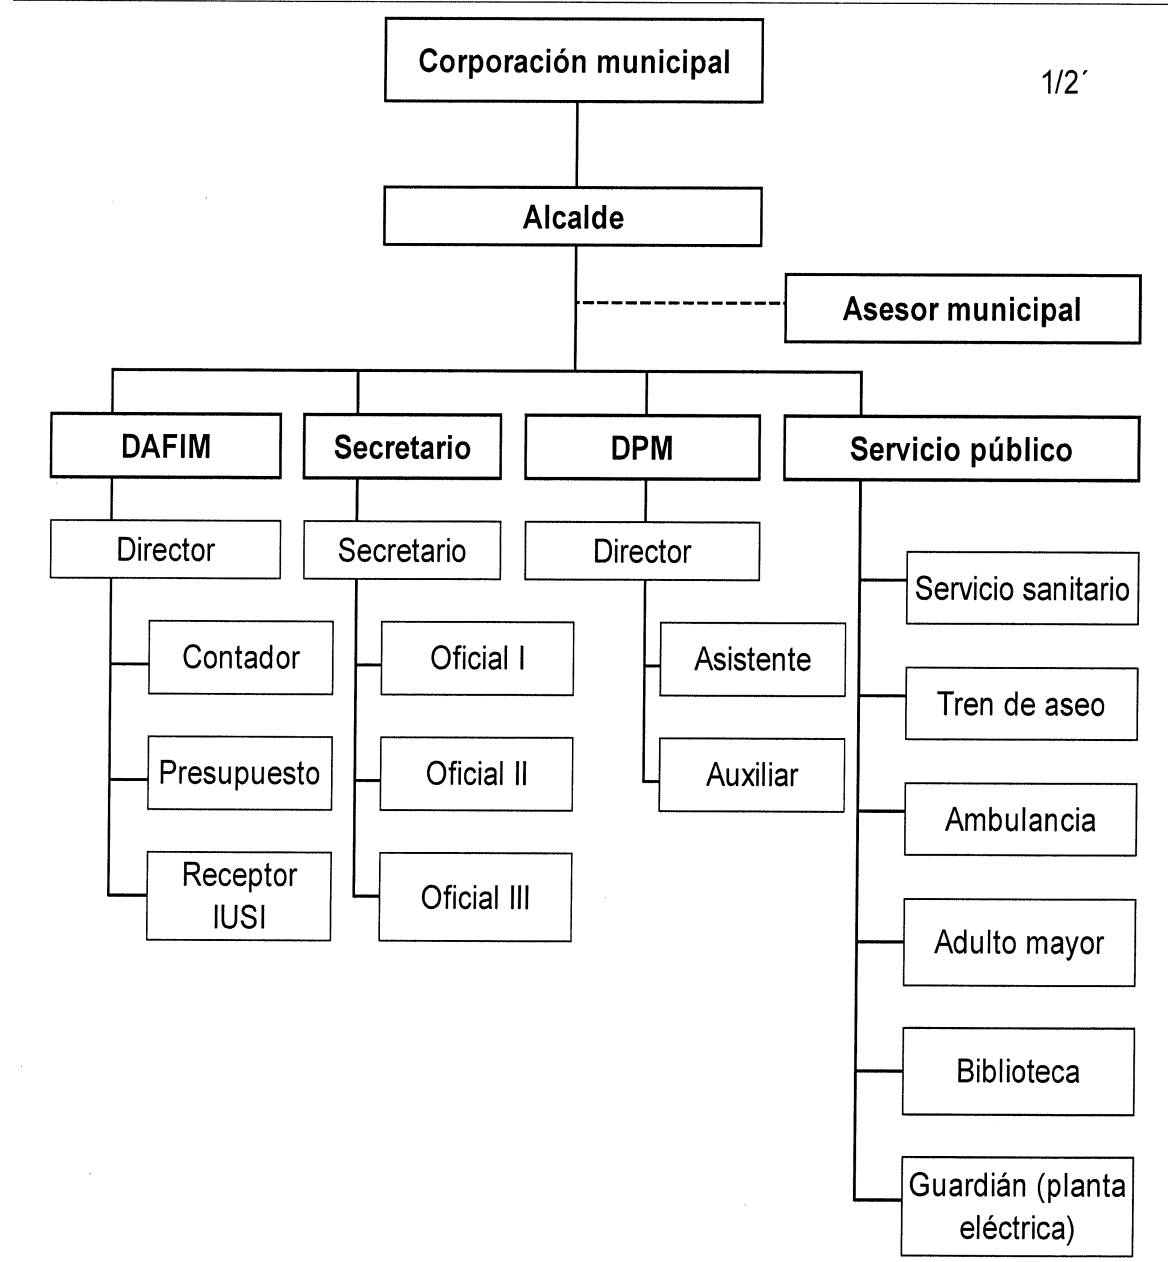 Corporación municipal
1/2´
Alcalde
Asesor municipal
DAFIM
Secretario
DPM
Servicio público
Director
Secretario
Director
Servicio sanitario
Contador
Oficial I
Asistente
Tren de aseo
Presupuesto
Oficial II
Auxiliar
Ambulancia
Receptor
IUSI
Oficial III
Adulto mayor
Biblioteca
Guardián (planta
eléctrica)